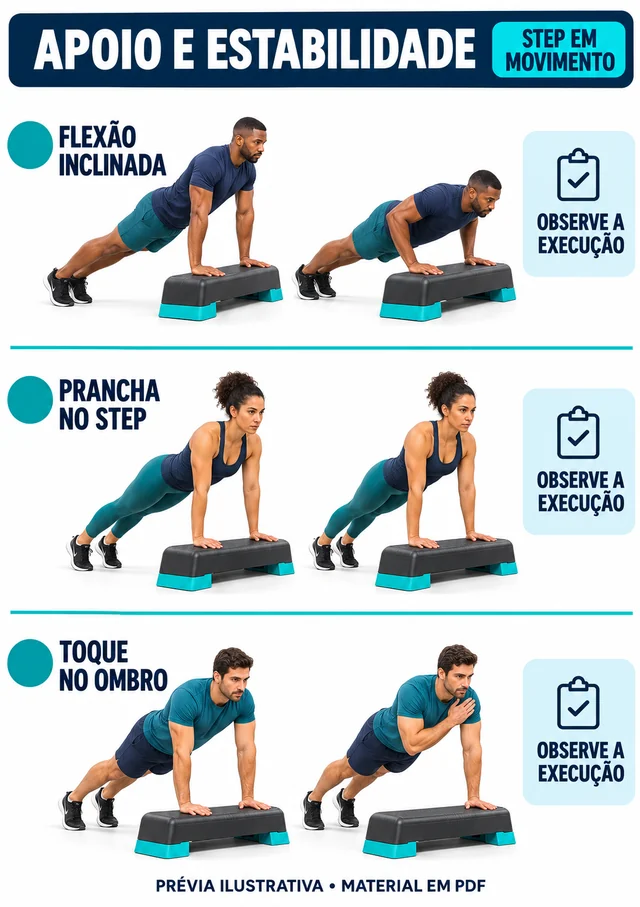 APOIO E ESTABILIDADE
STEP EM
MOVIMENTO
FLEXÃO
INCLINADA
OBSERVE A
EXECUÇÃO
PRANCHA
NO STEP
OBSERVE A
EXECUÇÃO
TOQUE
NO OMBRO
OBSERVE A
EXECUÇÃO
PRÉVIA ILUSTRATIVA • MATERIAL EM PDF